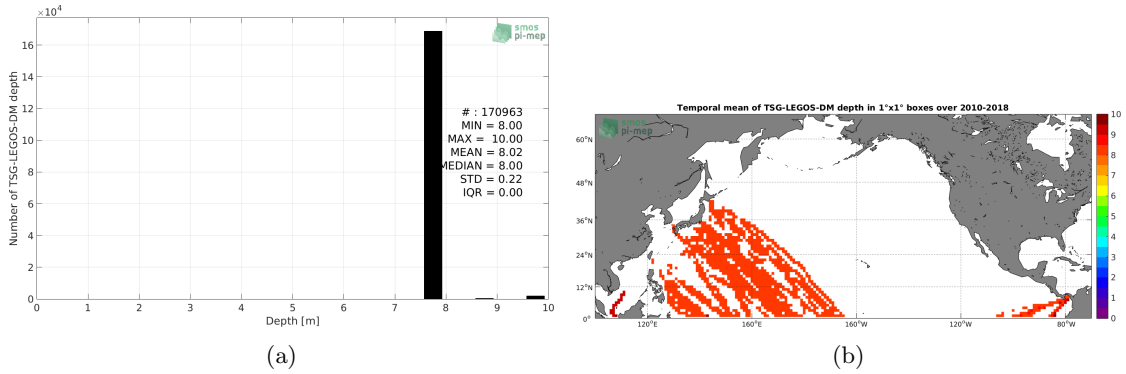 ×10⁴
smos
pi-mep
16
14
12
10
8
6
4
2
0
Number of TSG-LEGOS-DM depth
# : 170963
MIN = 8.00
MAX = 10.00
MEAN = 8.02
MEDIAN = 8.00
STD = 0.22
IQR = 0.00
0 1 2 3 4 5 6 7 8 9 10
Depth [m]
(a)
Temporal mean of TSG-LEGOS-DM depth in 1°x1° boxes over 2010-2018
smos
pi-mep
60°N
48°N
36°N
24°N
12°N
0°
120°E 160°E 160°W 120°W 80°W
10
9
8
7
6
5
4
3
2
1
0
(b)